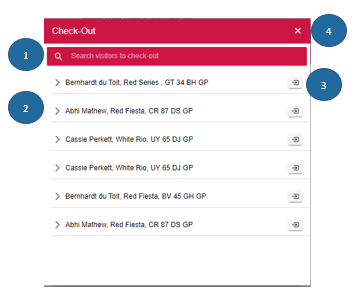 Check-Out
×
4
1
Search visitors to check-out
Bernhardt du Toit, Red Series , GT 34 BH GP
3
2
Abhi Mathew, Red Fiesta, CR 87 DS GP
Cassie Perkett, White Rio, UY 65 DJ GP
Cassie Perkett, White Rio, UY 65 DJ GP
Bernhardt du Toit, Red Fiesta, BV 45 GH GP
Abhi Mathew, Red Fiesta, CR 87 DS GP